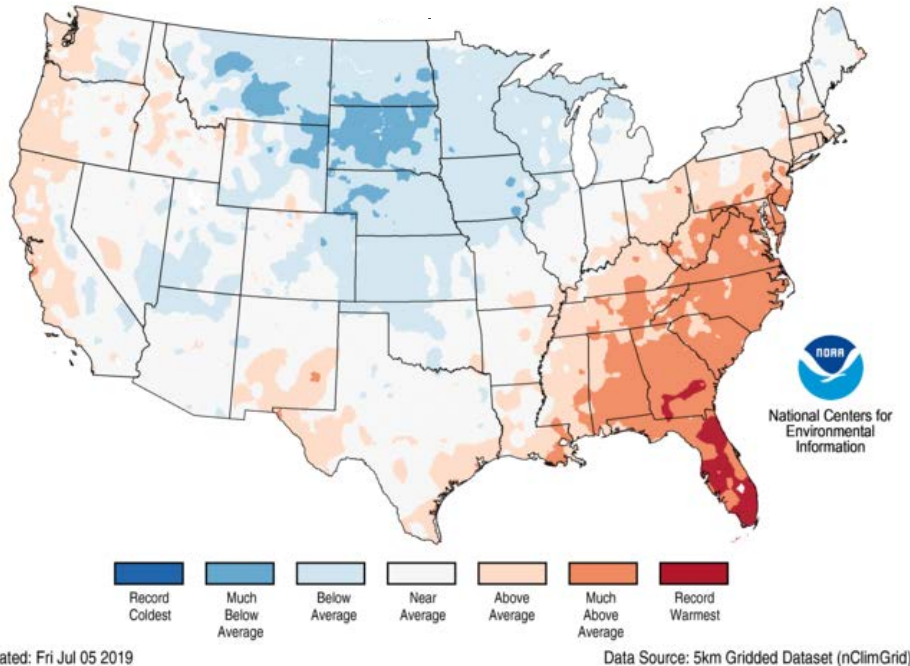 NOAA
National Centers for
Environmental
Information
Record
Coldest
Much
Below
Average
Below
Average
Near
Average
Above
Average
Much
Above
Average
Record
Warmest
ated: Fri Jul 05 2019
Data Source: 5km Gridded Dataset (nClimGrid)